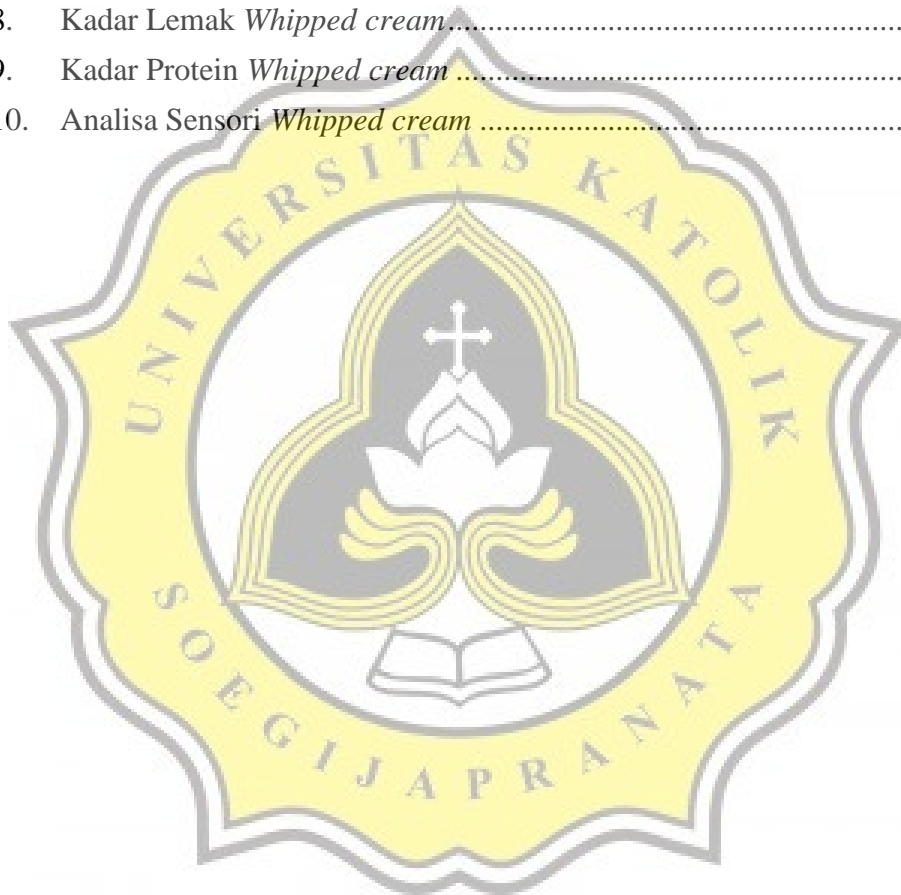 8. Kadar Lemak Whipped cream........................................................
9. Kadar Protein Whipped cream ......................................................
10. Analisa Sensori Whipped cream ...................................................
UNIVERSITAS KATOLIK
SOEGIJAPRANATA